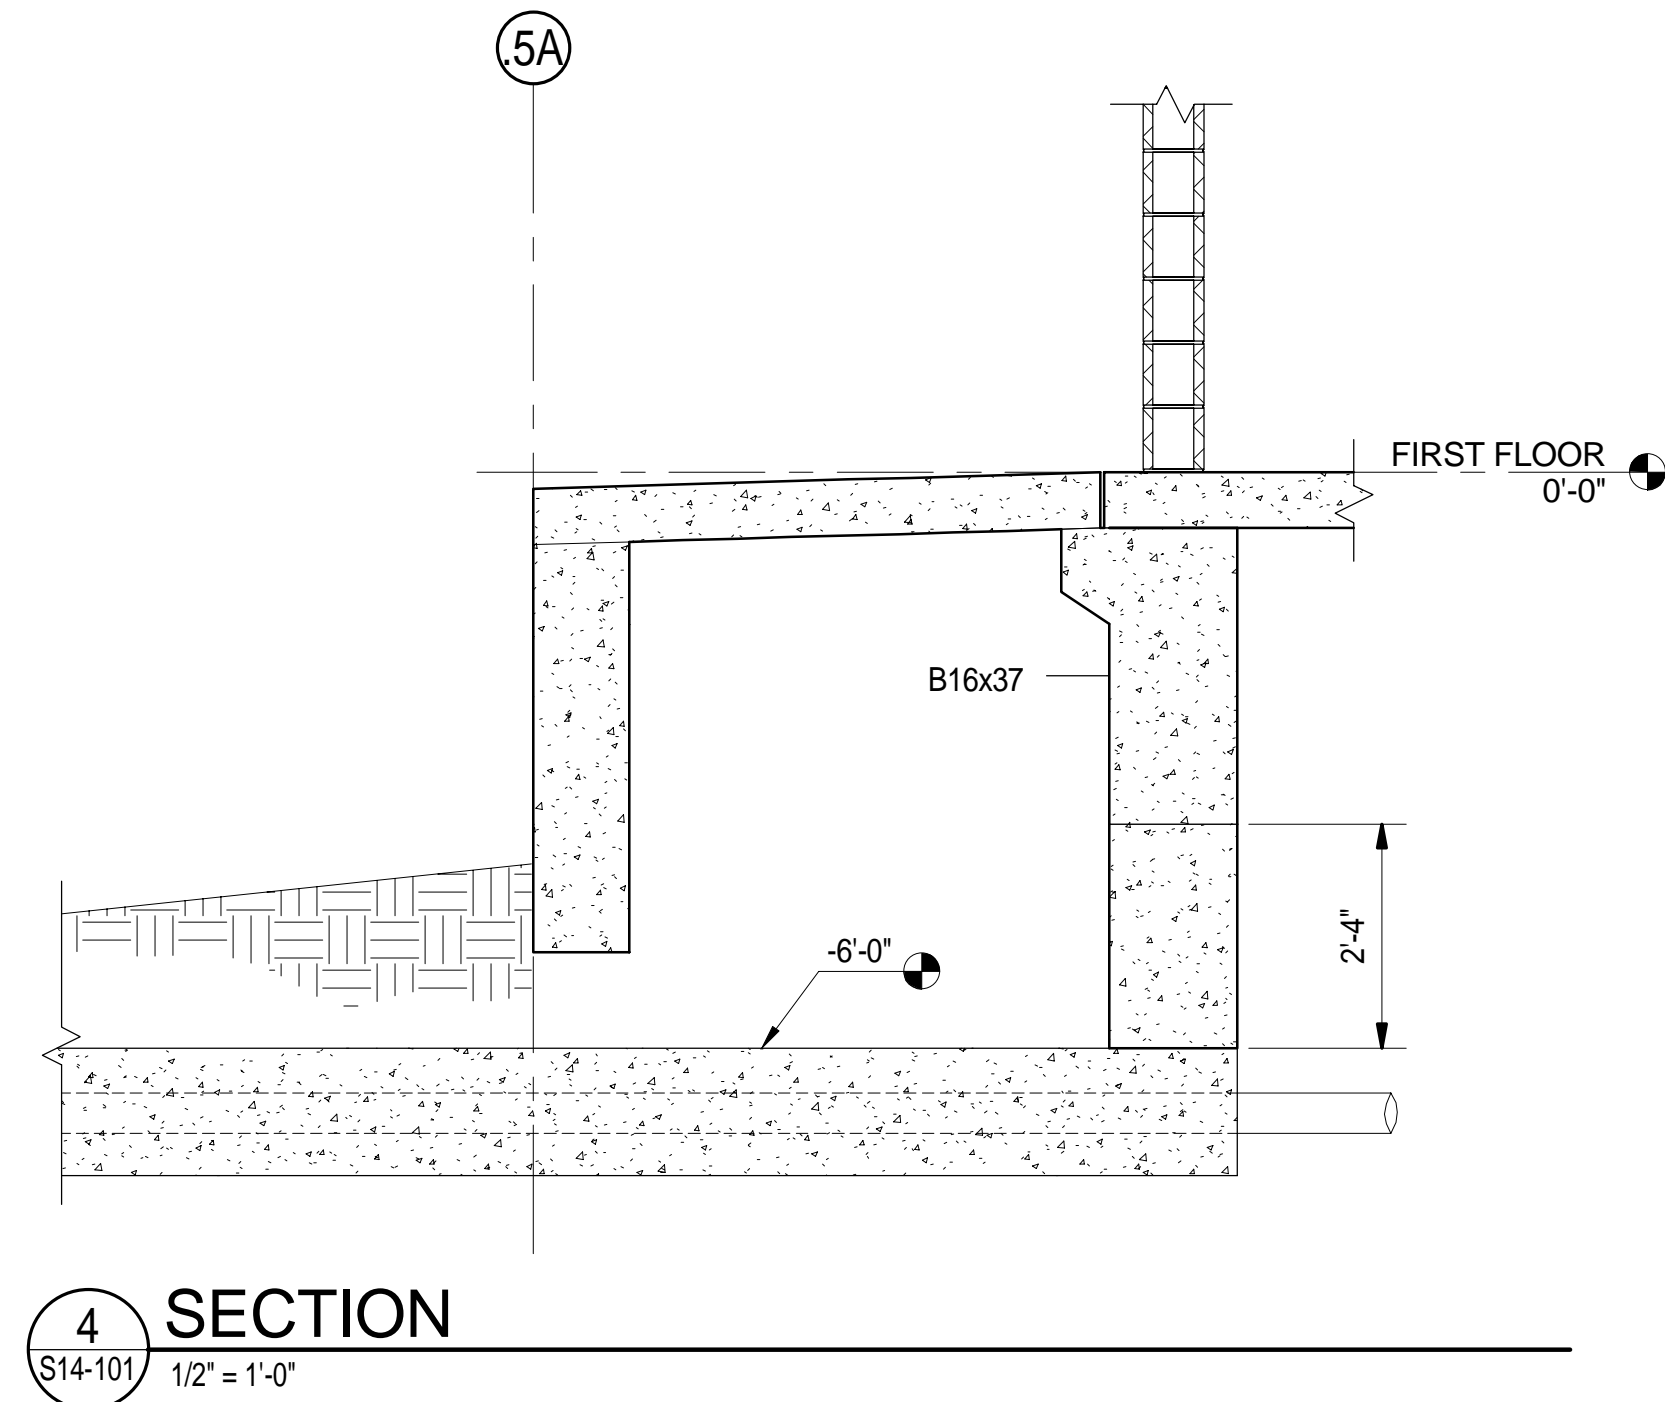 .5A
FIRST FLOOR
0'-0"
B16x37
2'-4"
-6'-0"
4
S14-101
SECTION
1/2" = 1'-0"